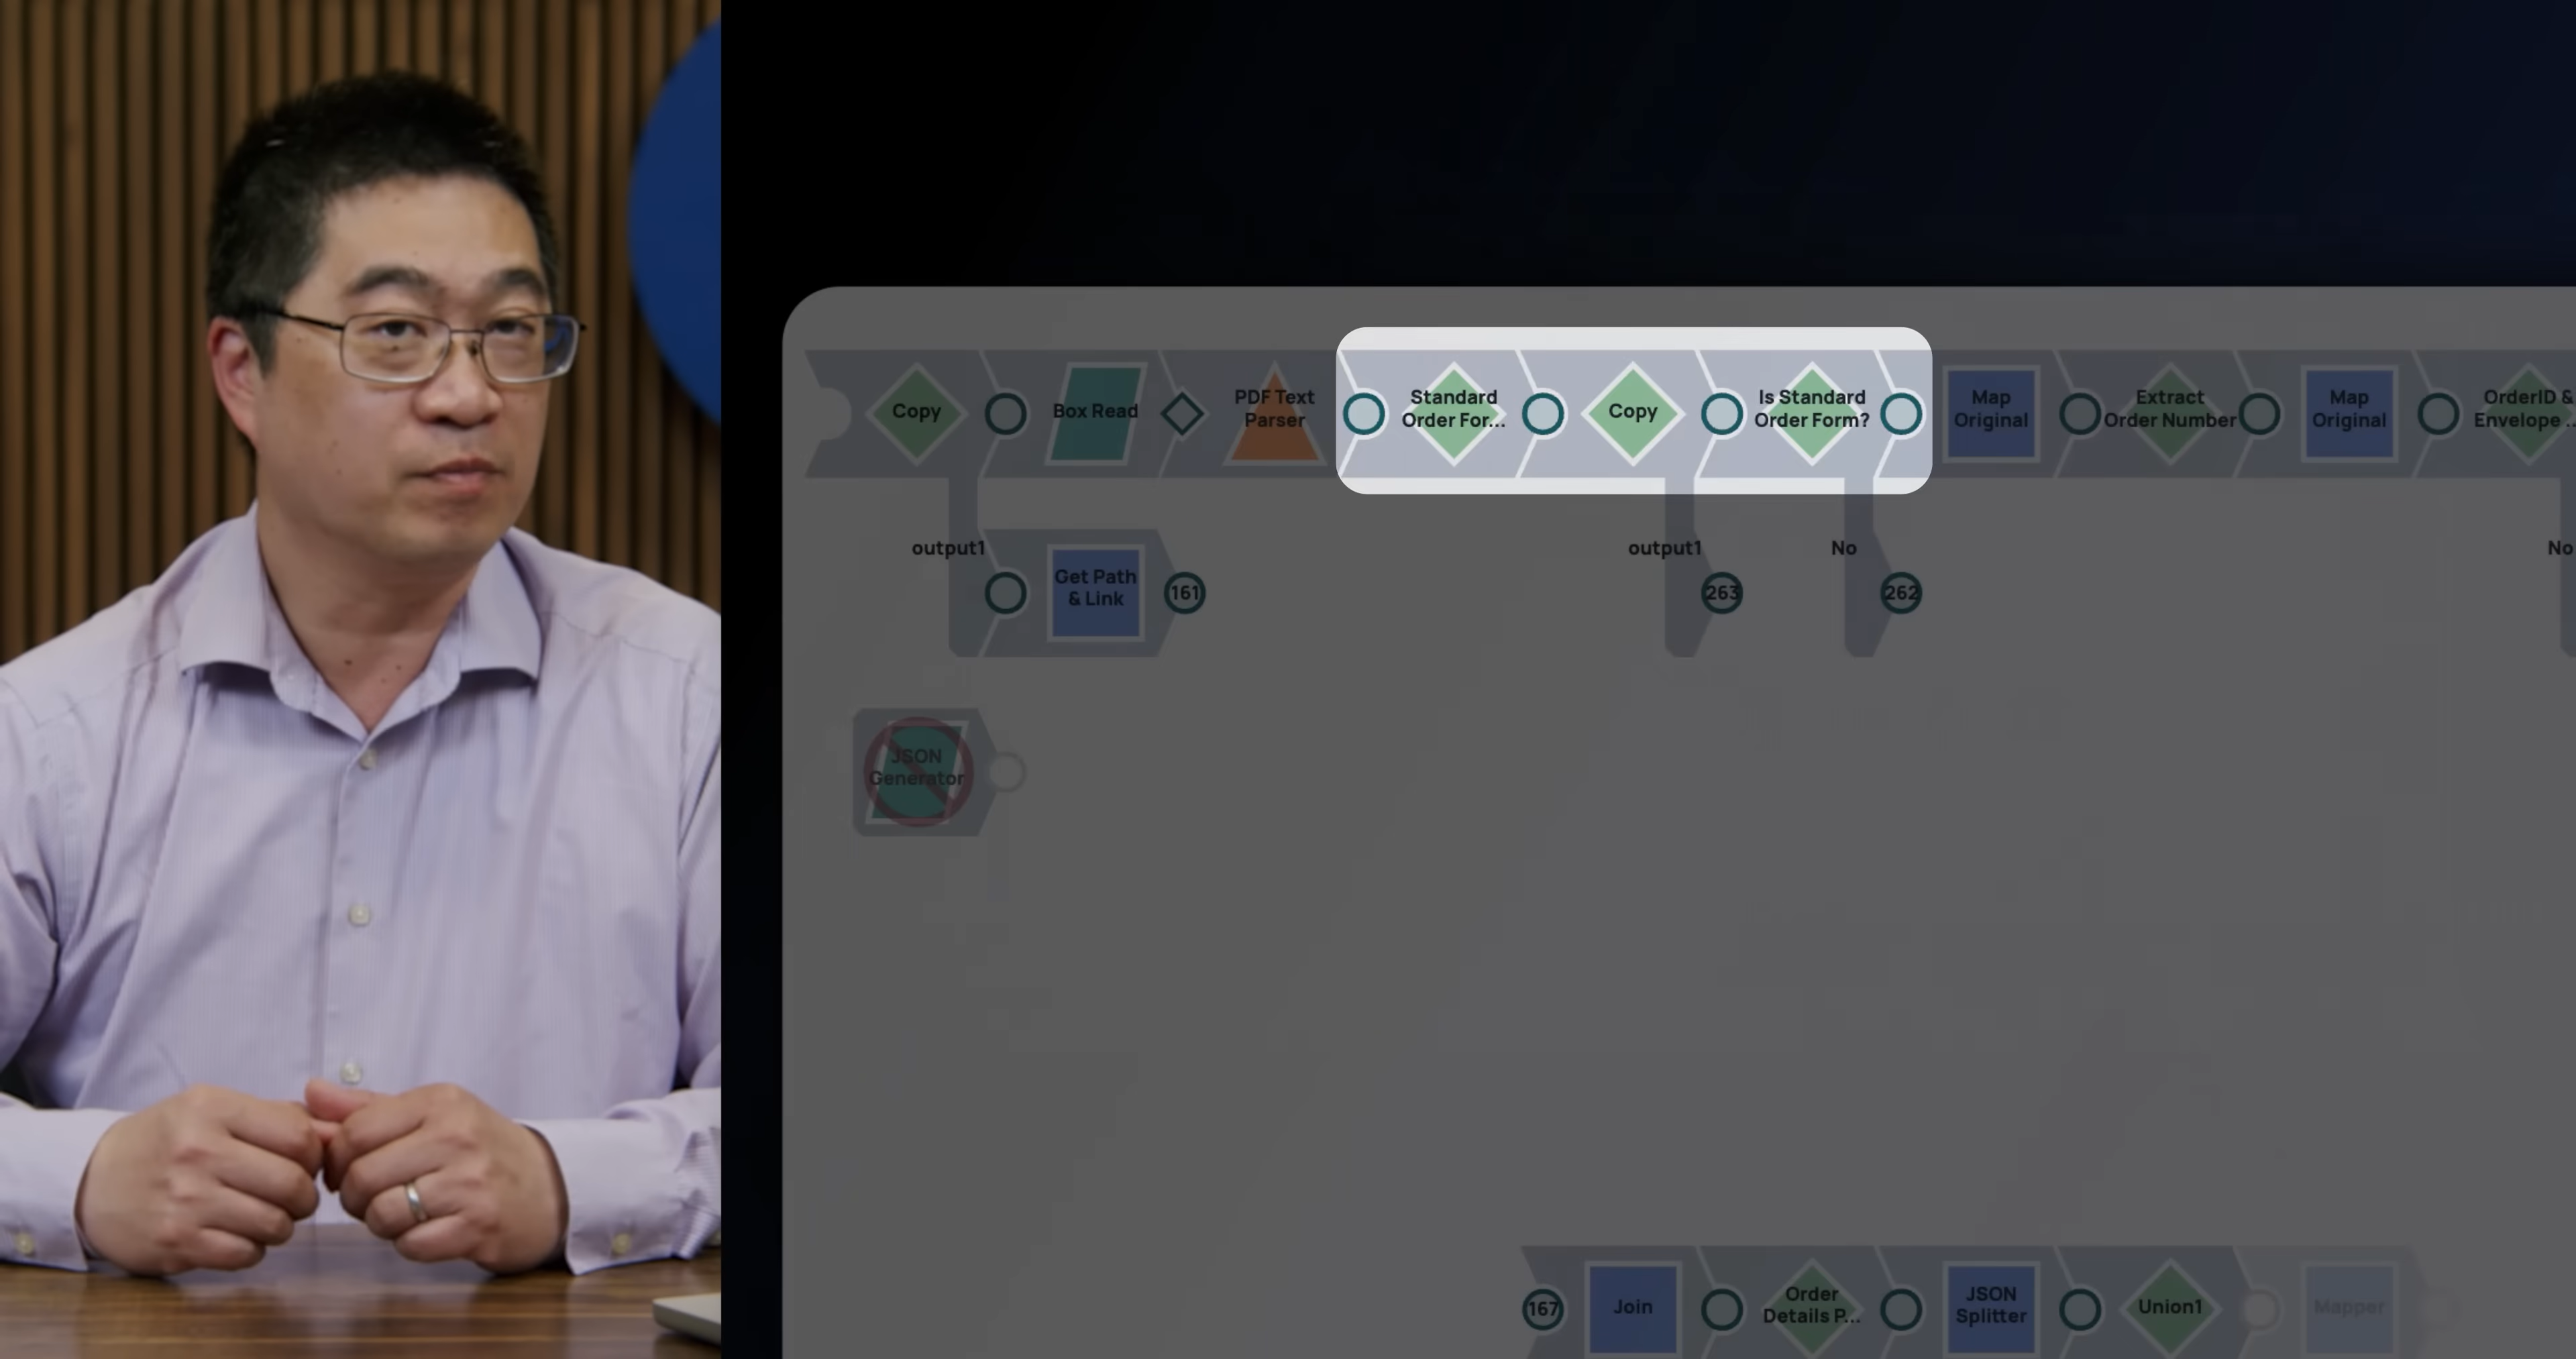 Copy
Box Read
PDF Text
Parser
Standard
Order For...
Copy
Is Standard
Order Form?
Map
Original
Extract
Order Number
Map
Original
OrderID &
Envelope ..
output1
Get Path
& Link
161
output1
263
No
262
No
JSON
Generator
167
Join
Order
Details P...
JSON
Splitter
Union1
Mapper